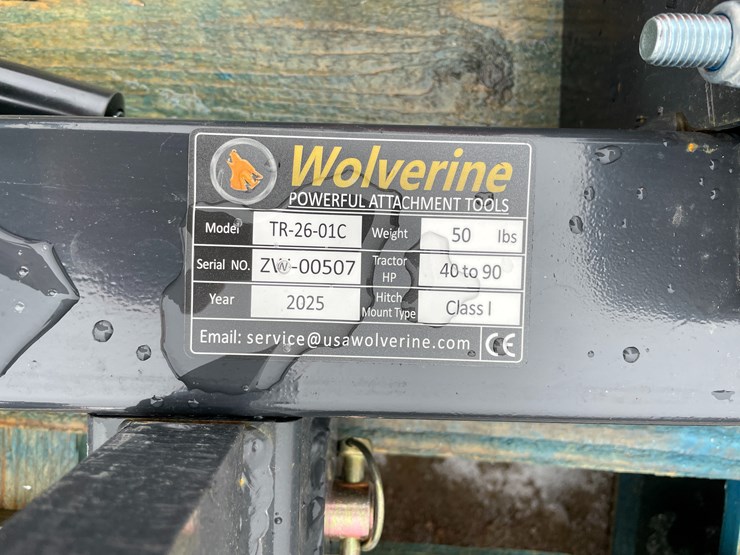 Wolverine
POWERFUL ATTACHMENT TOOLS
Model TR-26-01C Weight 50 lbs
Serial NO. ZW-00507 Tractor HP 40 to 90
Year 2025 Hitch Mount Type Class I
Email: service@usawolverine.com CE